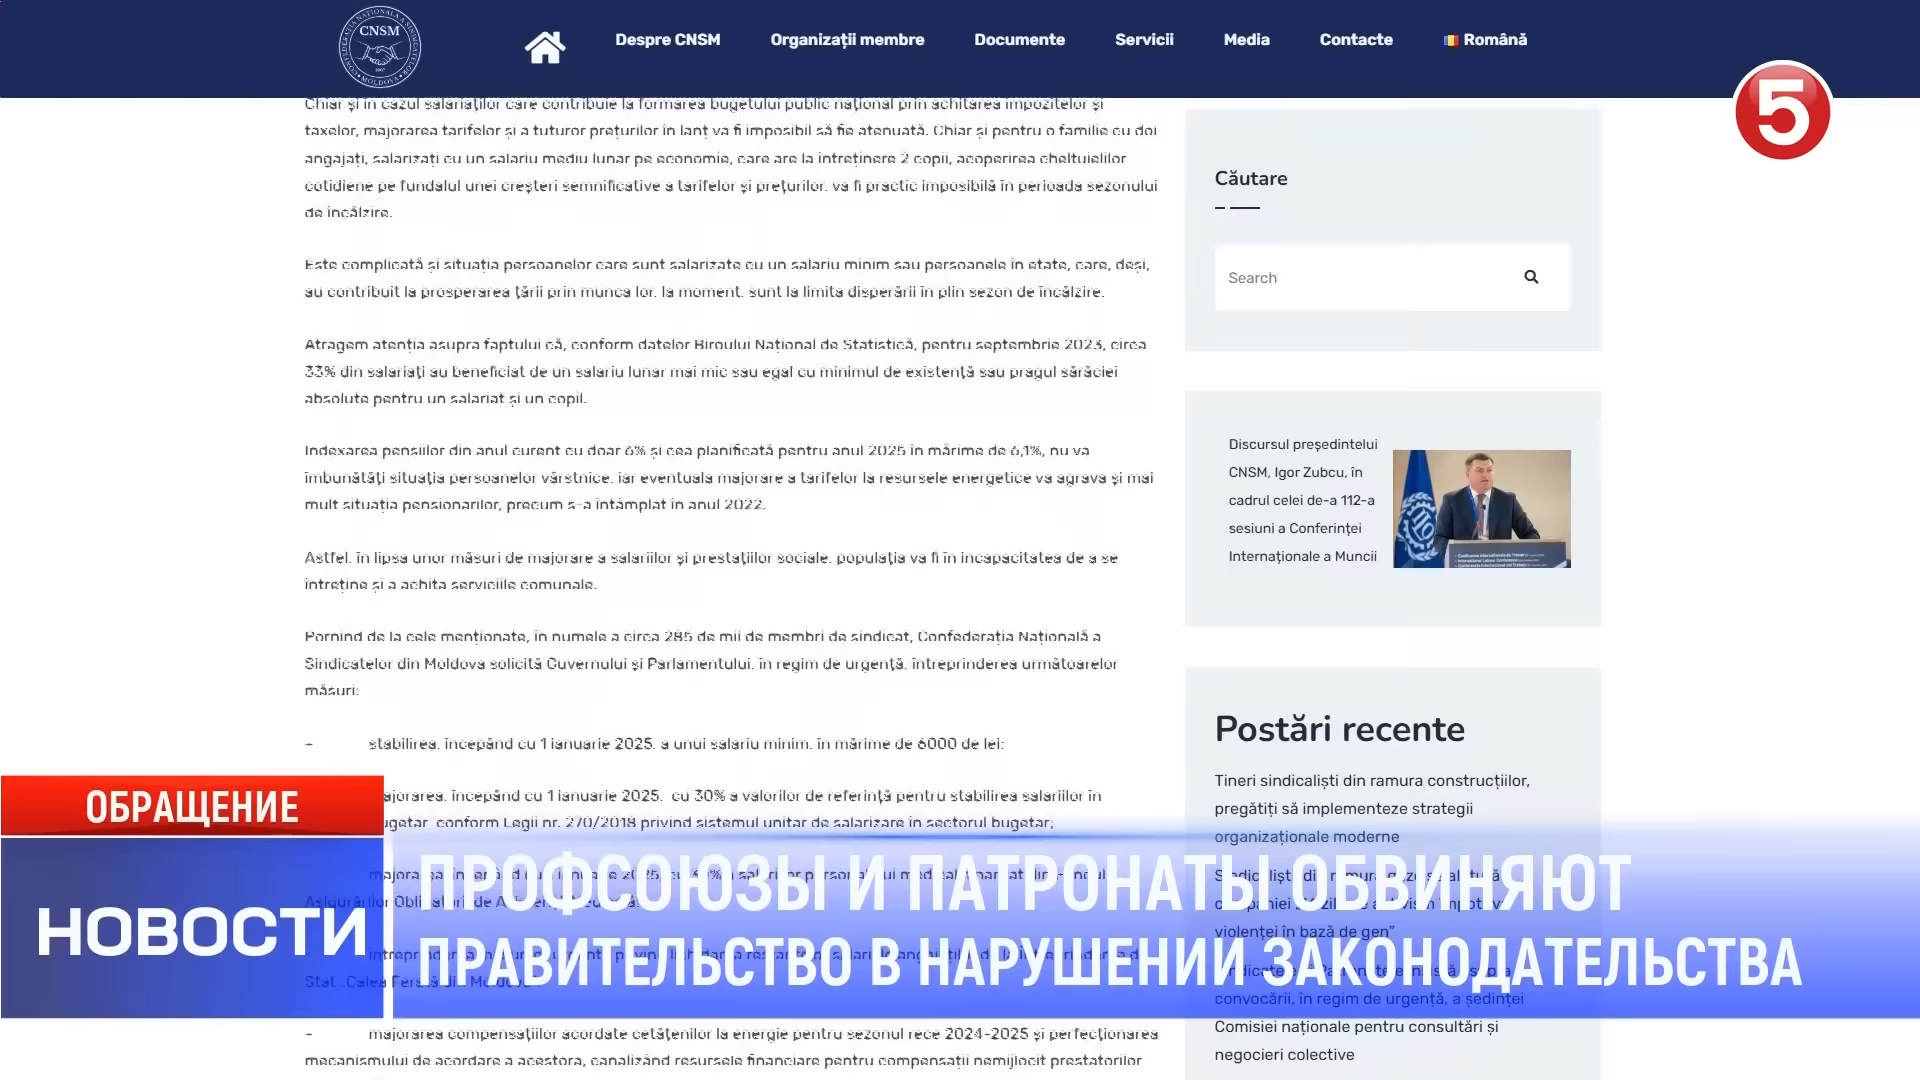 CNSM
Despre CNSM
Organizații membre
Documente
Servicii
Media
Contacte
Română
5
Chiar și în cazul salariaților care contribuie la formarea bugetului public național prin achitarea impozitelor și
taxelor, majorarea tarifelor și a tuturor prețurilor în lanț va fi imposibil să fie atenuată. Chiar și pentru o familie cu doi
angajați, salarizați cu un salariu mediu lunar pe economie, care are la întreținere 2 copii, acoperirea cheltuielilor
cotidiene pe fundalul unei creșteri semnificative a tarifelor și prețurilor, va fi practic imposibilă în perioada sezonului
de încălzire.
Este complicată și situația persoanelor care sunt salarizate cu un salariu minim sau persoanele în etate, care, deși,
au contribuit la prosperarea țării prin munca lor, la moment, sunt la limita disperării în plin sezon de încălzire.
Atragem atenția asupra faptului că, conform datelor Biroului Național de Statistică, pentru septembrie 2023, circa
33% din salariați au beneficiat de un salariu lunar mai mic sau egal cu minimul de existență sau pragul sărăciei
absolute pentru un salariat și un copil.
Indexarea pensiilor din anul curent cu doar 6% și cea planificată pentru anul 2025 în mărime de 6,1%, nu va
îmbunătăți situația persoanelor vârstnice, iar eventuala majorare a tarifelor la resursele energetice va agrava și mai
mult situația pensionarilor, precum s-a întâmplat în anul 2022.
Astfel, în lipsa unor măsuri de majorare a salariilor și prestațiilor sociale, populația va fi în incapacitatea de a se
întreține și a achita serviciile comunale.
Pornind de la cele menționate, în numele a circa 285 de mii de membri de sindicat, Confederația Națională a
Sindicatelor din Moldova solicită Guvernului și Parlamentului, în regim de urgență, întreprinderea următoarelor
măsuri:
- stabilirea, începând cu 1 ianuarie 2025, a unui salariu minim, în mărime de 6000 de lei;
ajorarea, începând cu 1 ianuarie 2025, cu 30% a valorilor de referință pentru stabilirea salariilor în
ugetar, conform Legii nr. 270/2018 privind sistemul unitar de salarizare în sectorul bugetar;
- majorarea compensațiilor acordate cetățenilor la energie pentru sezonul rece 2024-2025 și perfecționarea
mecanismului de acordare a acestora, canalizând resursele financiare pentru compensații nemijlocit prestatorilor
Căutare
Search
Discursul președintelui
CNSM, Igor Zubcu, în
cadrul celei de-a 112-a
sesiuni a Conferinței
Internaționale a Muncii
Postări recente
Tineri sindicaliști din ramura construcțiilor,
pregătiți să implementeze strategii
organizaționale moderne
violenței în bază de gen”
convocării, în regim de urgență, a ședinței
Comisiei naționale pentru consultări și
negocieri colective
ОБРАЩЕНИЕ
НОВОСТИ
ПРОФСОЮЗЫ И ПАТРОНАТЫ ОБВИНЯЮТ
ПРАВИТЕЛЬСТВО В НАРУШЕНИИ ЗАКОНОДАТЕЛЬСТВА